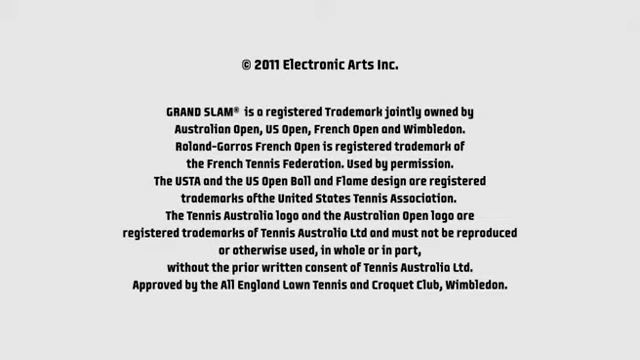 © 2011 Electronic Arts Inc.
GRAND SLAM® is a registered Trademark jointly owned by
Australian Open, US Open, French Open and Wimbledon.
Roland-Garros French Open is registered trademark of
the French Tennis Federation. Used by permission.
The USTA and the US Open Ball and Flame design are registered
trademarks ofthe United States Tennis Association.
The Tennis Australia logo and the Australian Open logo are
registered trademarks of Tennis Australia Ltd and must not be reproduced
or otherwise used, in whole or in part,
without the prior written consent of Tennis Australia Ltd.
Approved by the All England Lawn Tennis and Croquet Club, Wimbledon.